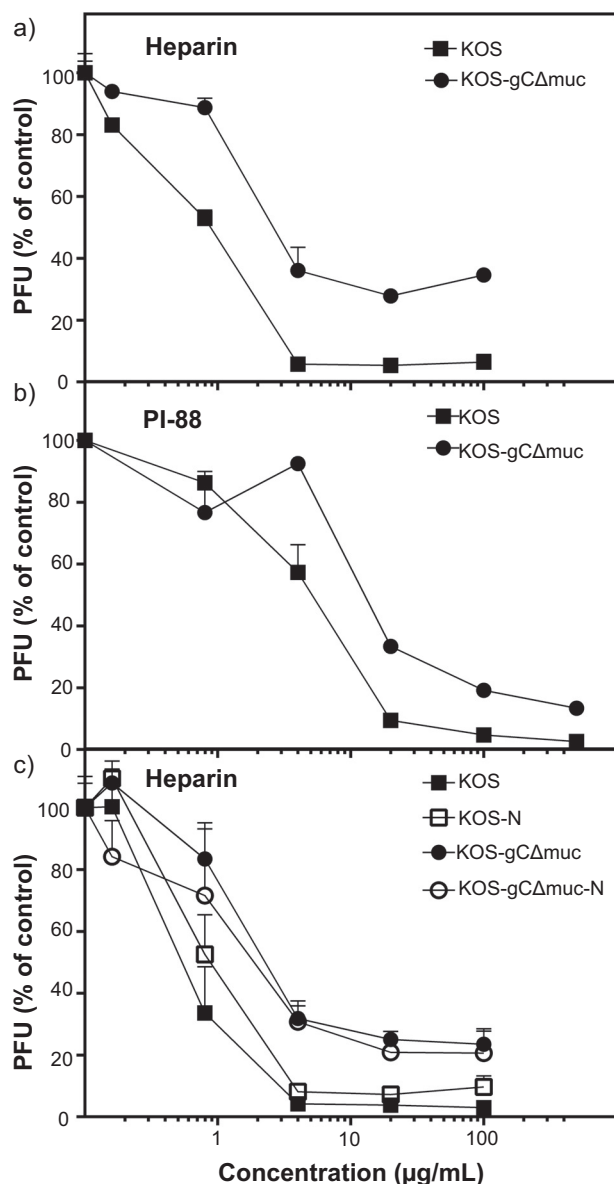 a)
Heparin
KOS
KOS-gCΔmuc
100
80
60
40
20
0
PFU (% of control)
b)
PI-88
KOS
KOS-gCΔmuc
100
80
60
40
20
0
PFU (% of control)
c)
Heparin
KOS
KOS-N
KOS-gCΔmuc
KOS-gCΔmuc-N
100
80
60
40
20
0
PFU (% of control)
1 10 100
Concentration (µg/mL)